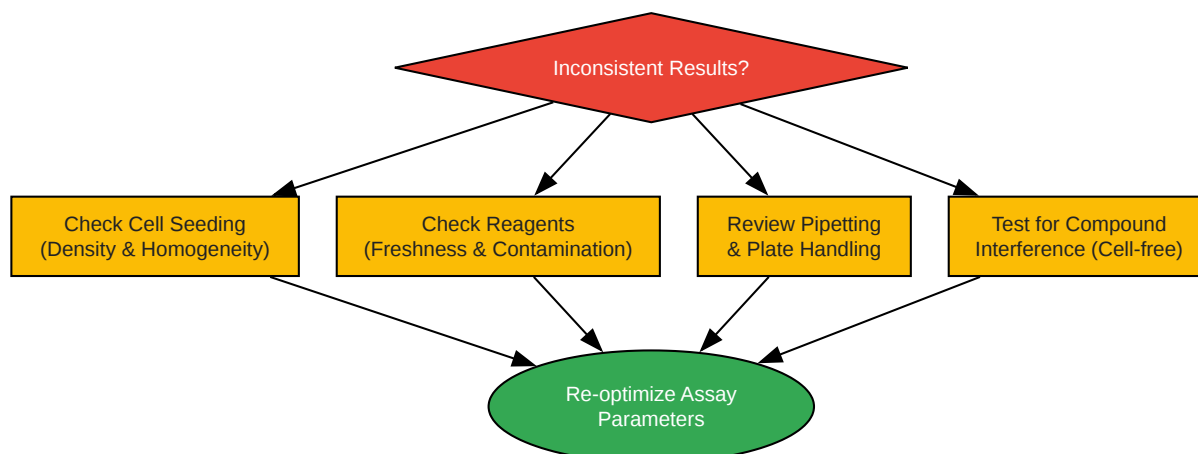 Inconsistent Results?
Check Cell Seeding
(Density & Homogeneity)
Check Reagents
(Freshness & Contamination)
Review Pipetting
& Plate Handling
Test for Compound
Interference (Cell-free)
Re-optimize Assay
Parameters